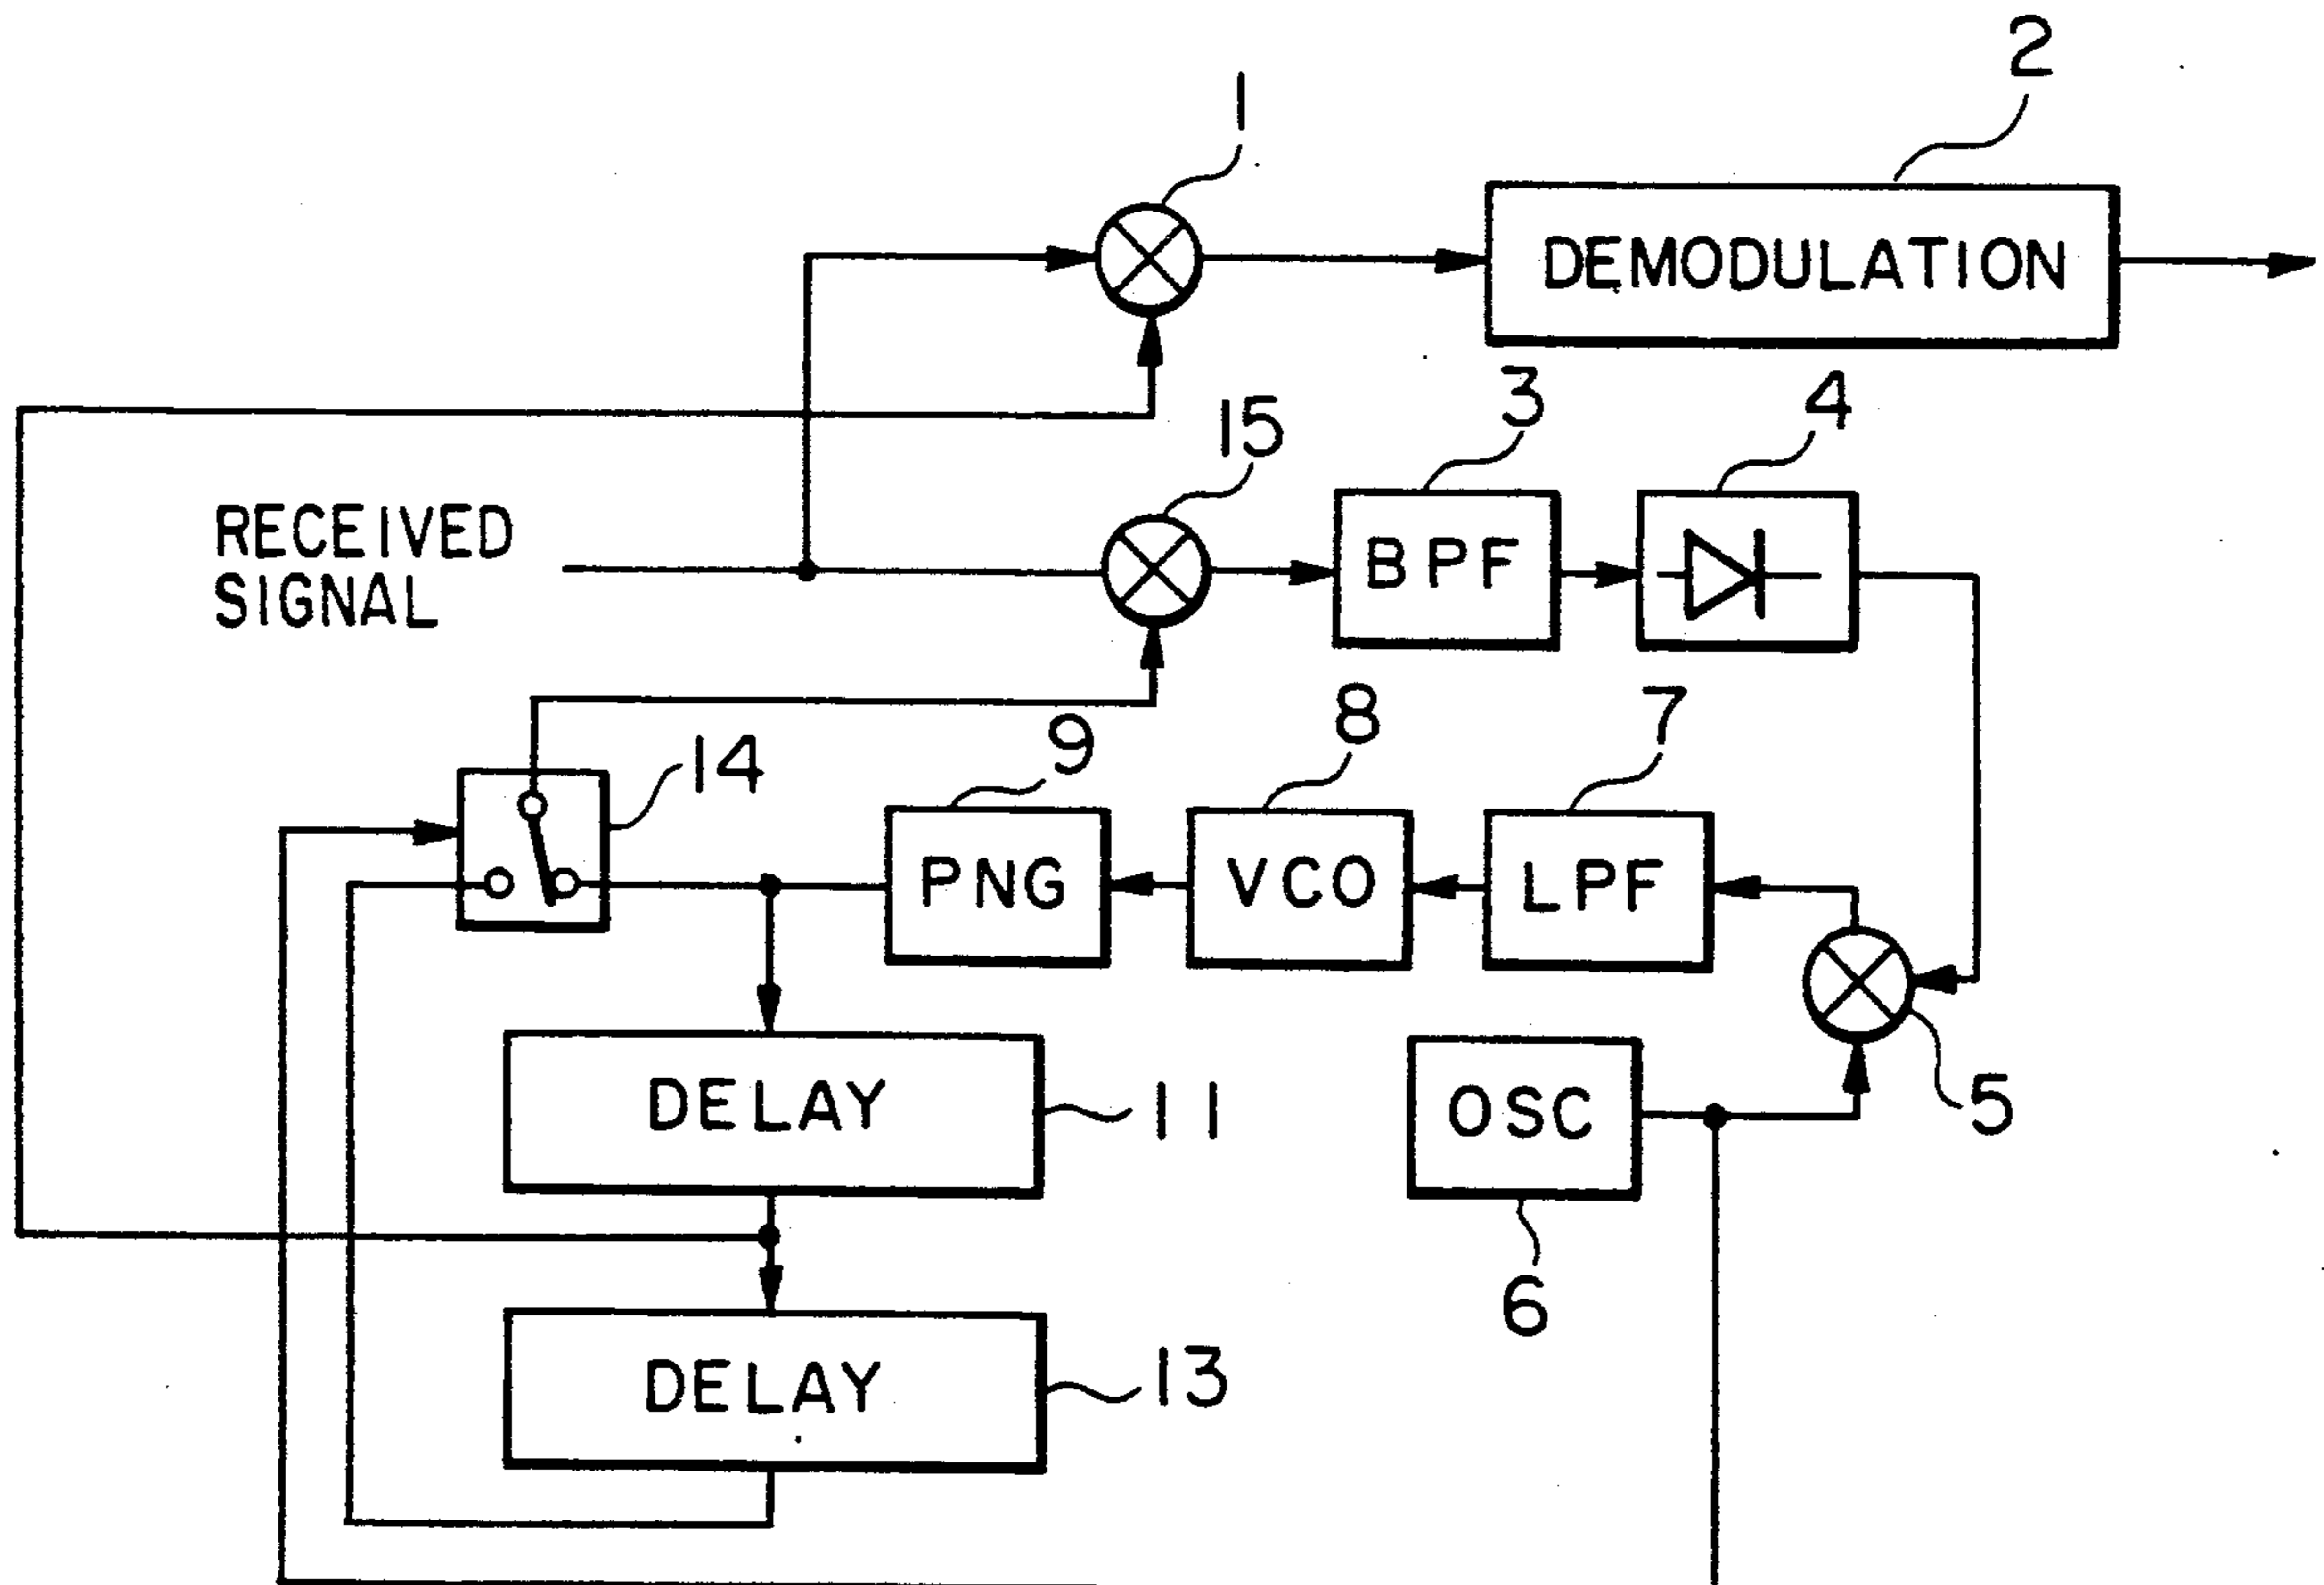 2
1
DEMODULATION
15
3
4
RECEIVED
SIGNAL
BPF
14
9
8
7
PNG
VCO
LPF
DELAY
11
OSC
5
6
DELAY
13